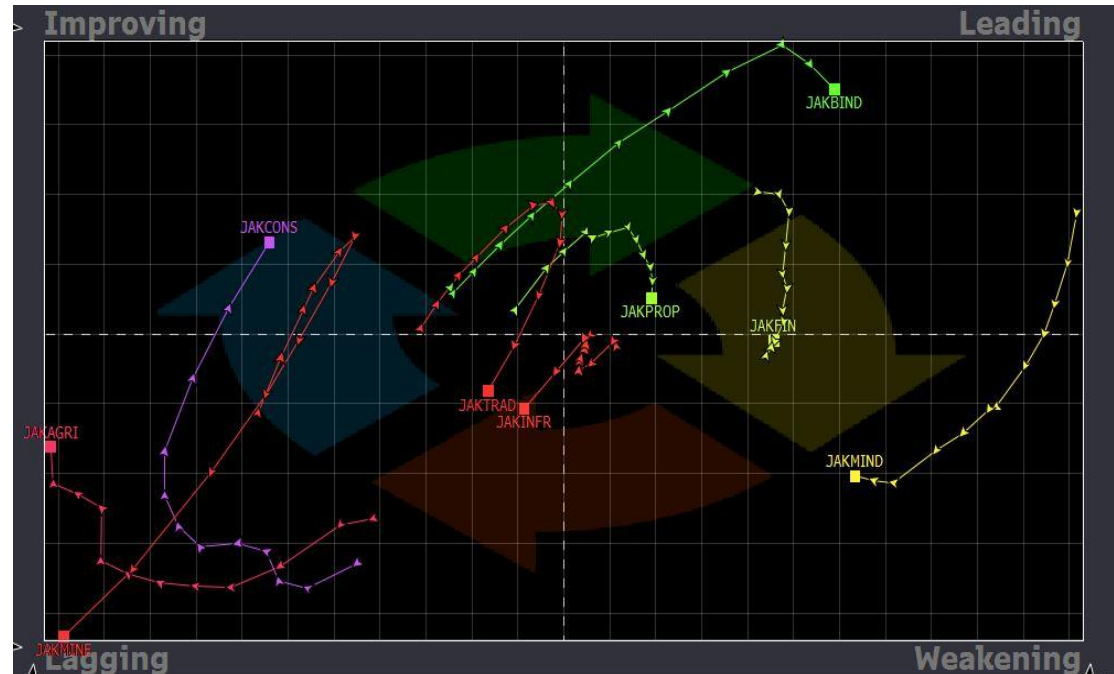 Improving
Leading
JAKBIND
JAKCONS
JAKPROP
JAKFIN
JAKTRAD
JAKINFR
JAKAGRI
JAKMIND
JAKMINE
Lagging
Weakening